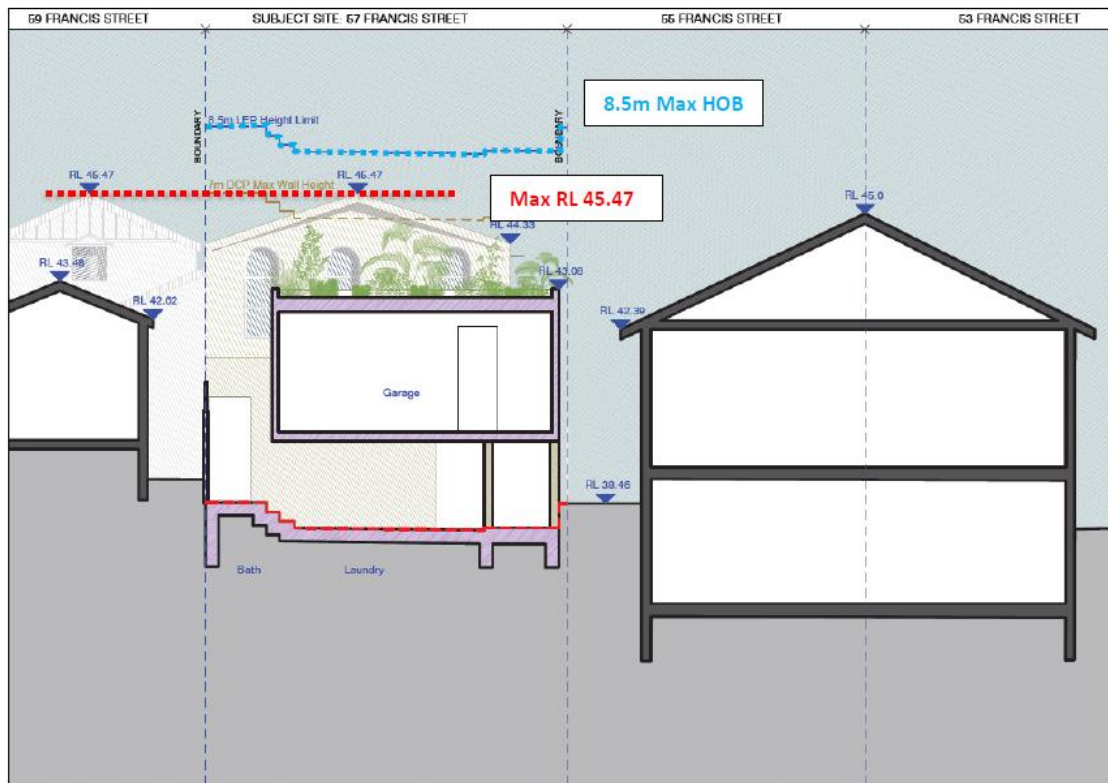 59 FRANCIS STREET
SUBJECT SITE: 57 FRANCIS STREET
55 FRANCIS STREET
53 FRANCIS STREET
8.5m Max HOB
BOUNDARY
8.5m LEP Height Limit
BOUNDARY
RL 45.47
7m DCP Max Wall Height
RL 45.47
Max RL 45.47
RL 45.0
RL 44.33
RL 43.48
RL 43.08
RL 42.62
RL 42.39
Garage
RL 38.46
Bath
Laundry